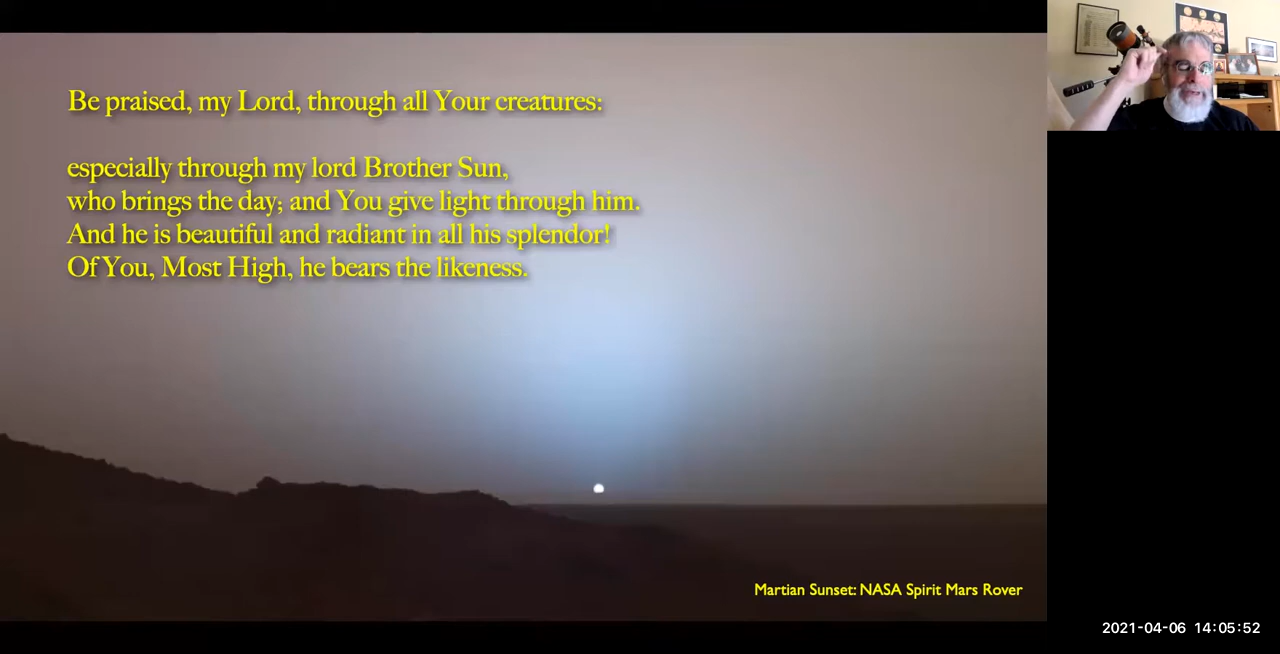 Be praised, my Lord, through all Your creatures:
especially through my lord Brother Sun,
who brings the day; and You give light through him.
And he is beautiful and radiant in all his splendor!
Of You, Most High, he bears the likeness.
Martian Sunset: NASA Spirit Mars Rover
2021-04-06 14:05:52